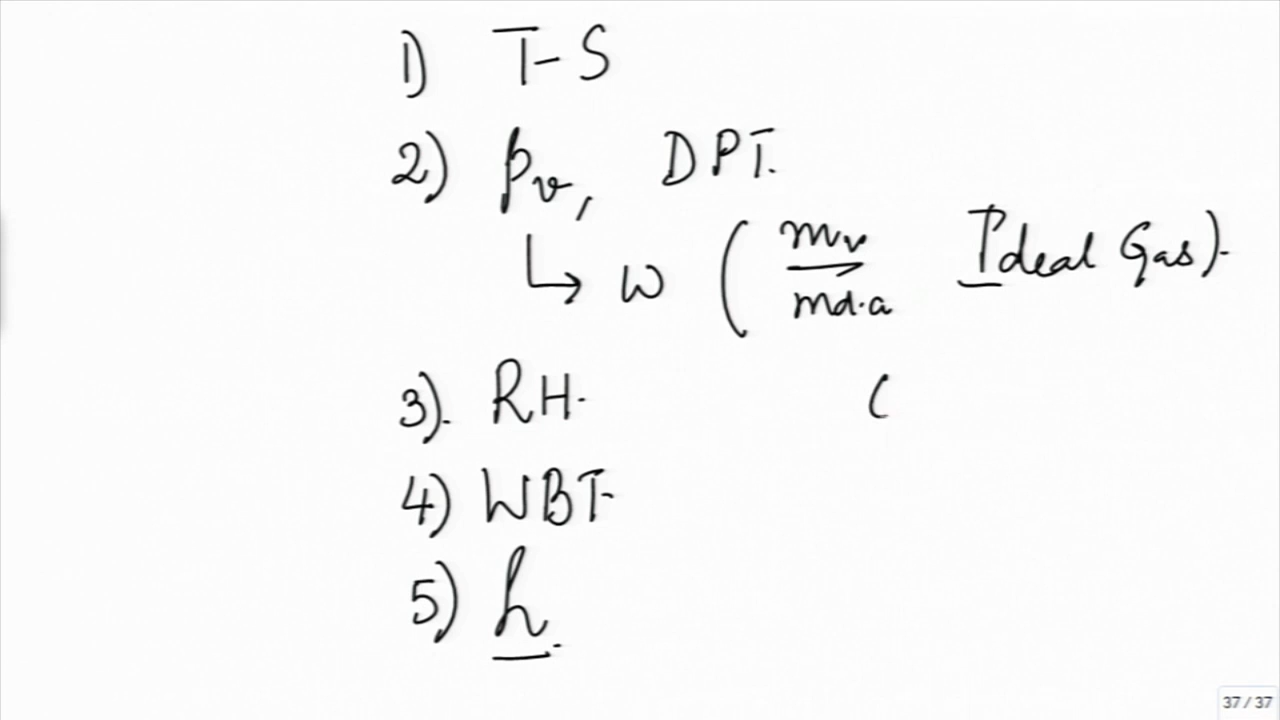 1) T-S
2) pv, DPT.
↳ w ( mv / md.a Ideal Gas).
3). RH. (
4) WBT.
5) h.
37 / 37